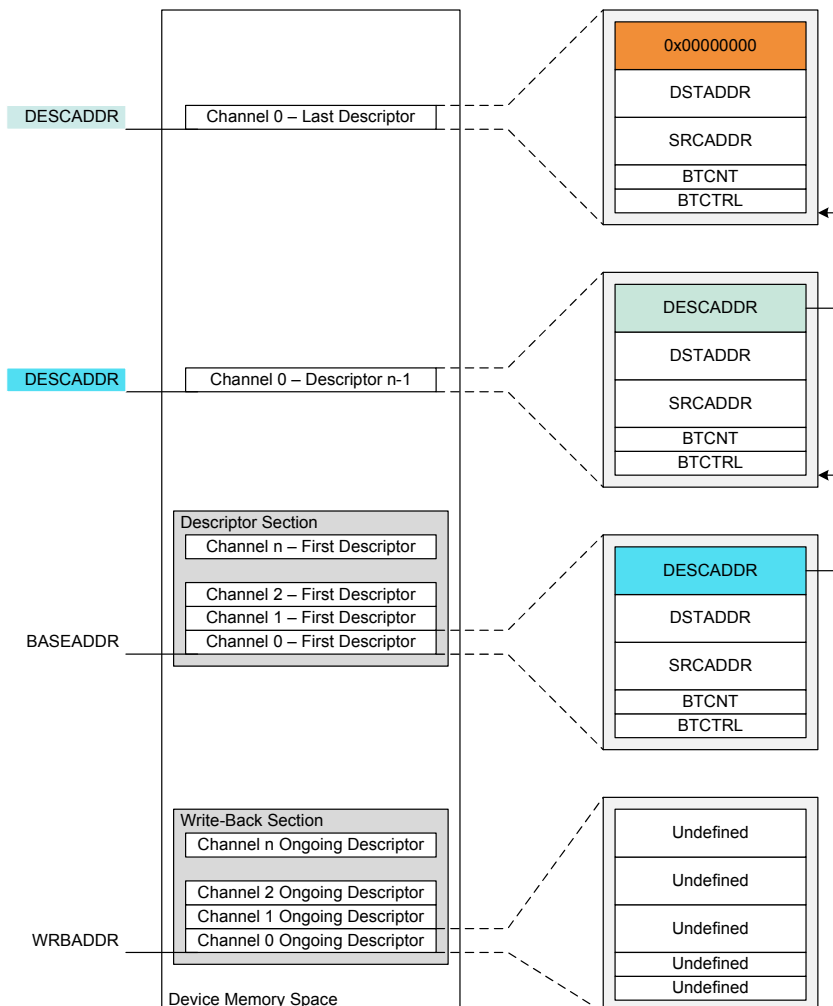 0x00000000
DESCADDR
Channel 0 – Last Descriptor
DSTADDR
SRCADDR
BTCNT
BTCTRL
DESCADDR
DESCADDR
Channel 0 – Descriptor n-1
DSTADDR
SRCADDR
BTCNT
BTCTRL
Descriptor Section
Channel n – First Descriptor
DESCADDR
Channel 2 – First Descriptor
Channel 1 – First Descriptor
DSTADDR
BASEADDR
Channel 0 – First Descriptor
SRCADDR
BTCNT
BTCTRL
Write-Back Section
Channel n Ongoing Descriptor
Undefined
Channel 2 Ongoing Descriptor
Undefined
Channel 1 Ongoing Descriptor
WRBADDR
Channel 0 Ongoing Descriptor
Undefined
Undefined
Undefined
Device Memory Space